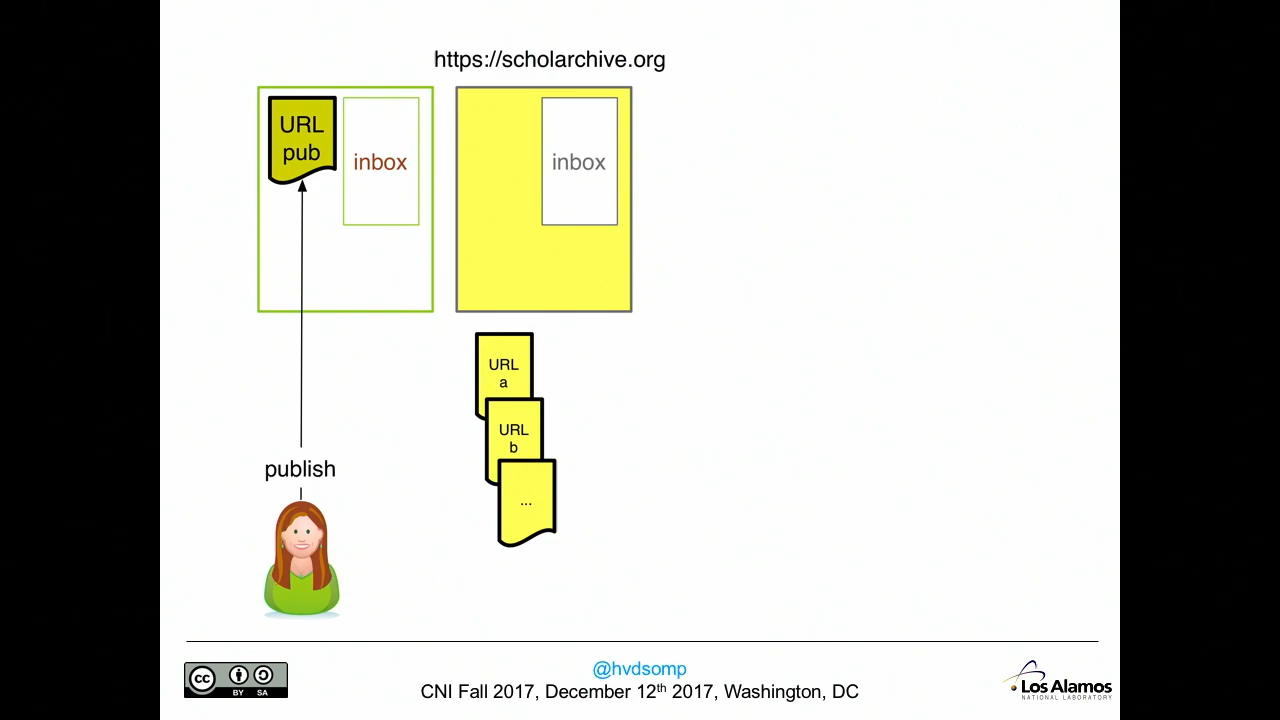 https://scholarchive.org
URL
pub
inbox
inbox
URL
a
URL
b
...
publish
@hvdsomp
CNI Fall 2017, December 12th 2017, Washington, DC
cc
BY SA
Los Alamos
NATIONAL LABORATORY